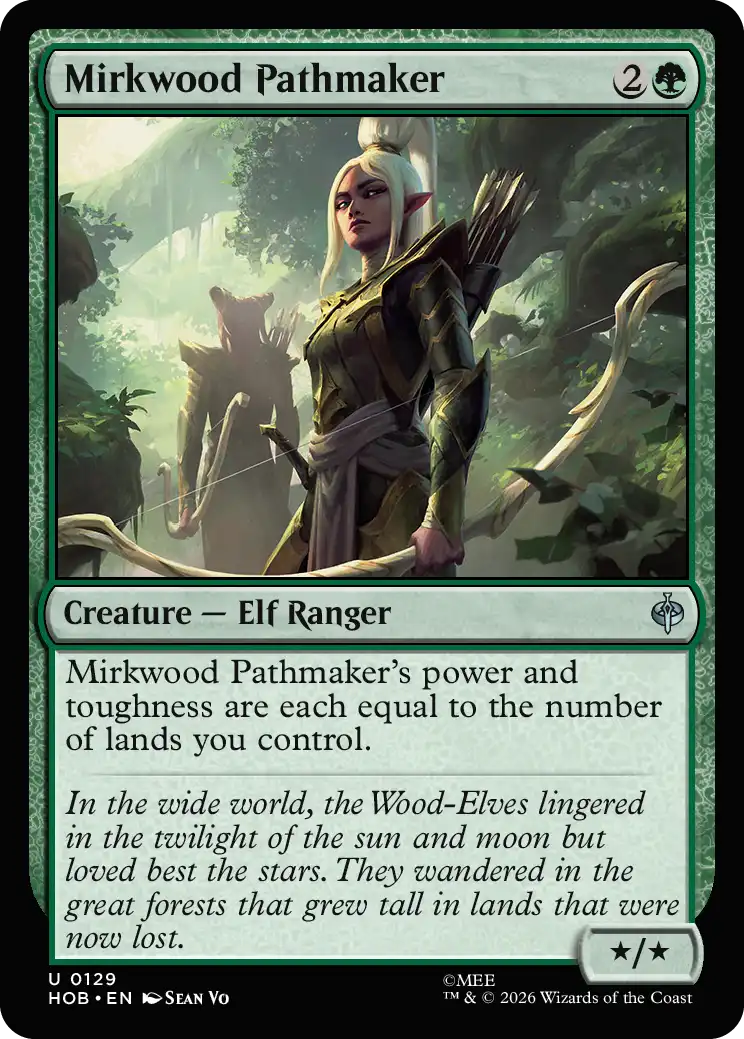 Mirkwood Pathmaker 2
Creature — Elf Ranger
Mirkwood Pathmaker's power and
toughness are each equal to the number
of lands you control.
In the wide world, the Wood-Elves lingered
in the twilight of the sun and moon but
loved best the stars. They wandered in the
great forests that grew tall in lands that were
now lost.
★/★
U 0129
HOB • EN Sean Vo
©MEE
™ & © 2026 Wizards of the Coast